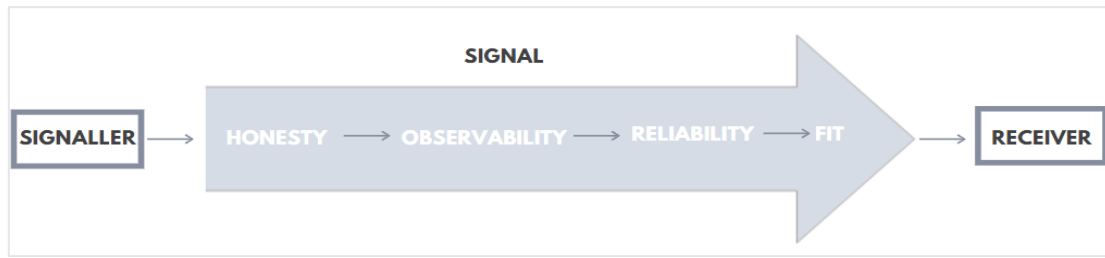 SIGNAL
SIGNALLER
HONESTY
OBSERVABILITY
RELIABILITY
FIT
RECEIVER